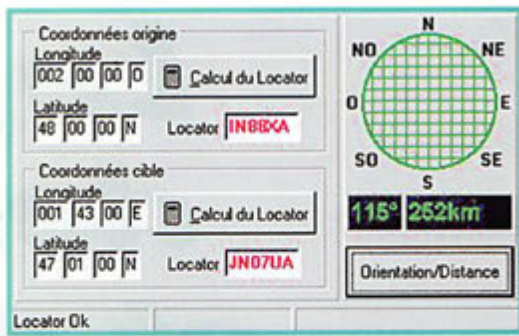 Coordonnées origine
Longitude
002 00 00 O
Calcul du Locator
Latitude
48 00 00 N
Locator IN88XA
Coordonnées cible
Longitude
001 43 00 E
Calcul du Locator
Latitude
47 01 00 N
Locator JN07UA
N
NO NE
O E
SO SE
S
115° 252km
Orientation/Distance
Locator Ok